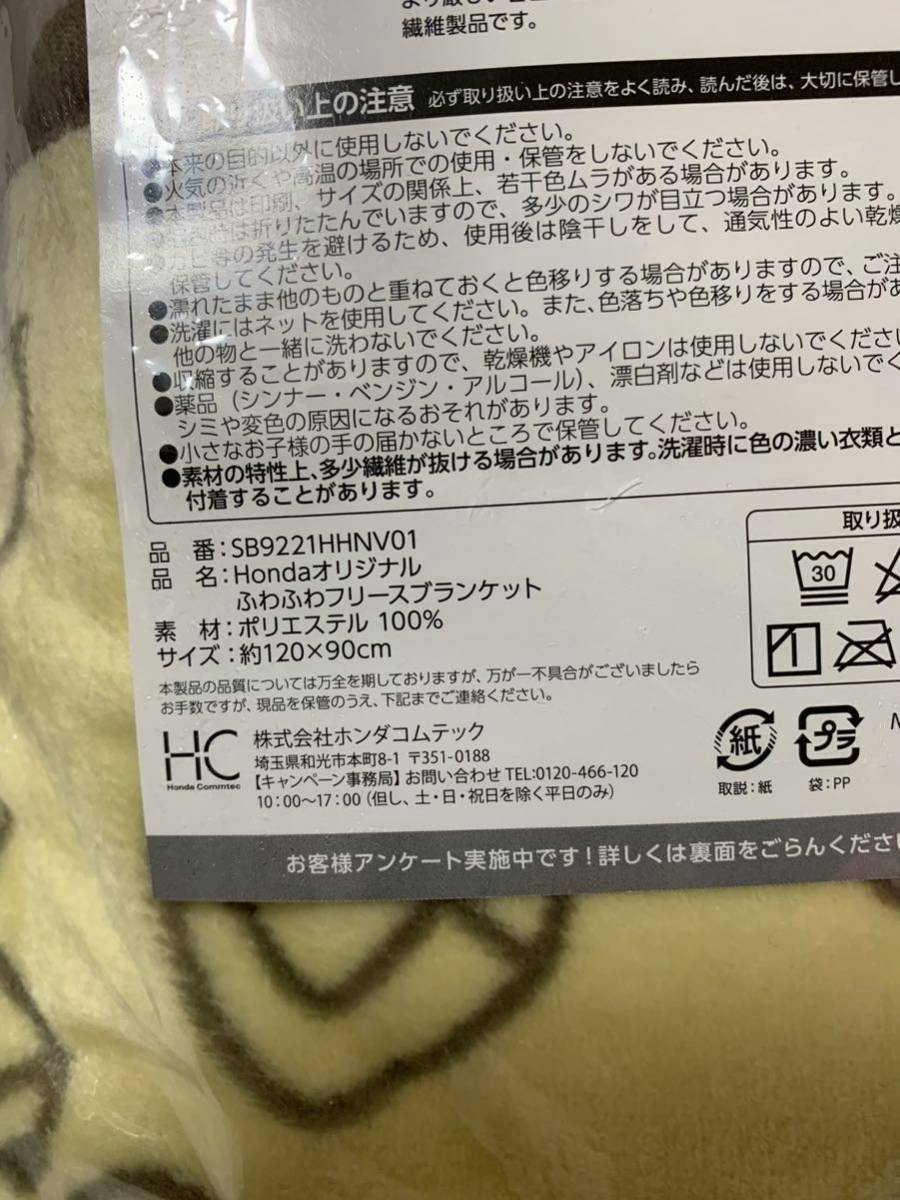 より厳し
繊維製品です。
り扱い上の注意 必ず取り扱い上の注意をよく読み、読んだ後は、大切に保管し
●本来の目的以外に使用しないでください。
●火気の近くや高温の場所での使用・保管をしないでください。
●本製品は印刷、サイズの関係上、若干色ムラがある場合があります。
時は折りたたんでいますので、多少のシワが目立つ場合があります。
●カビ等の発生を避けるため、使用後は陰干しをして、通気性のよい乾燥
保管してください。
●濡れたまま他のものと重ねておくと色移りする場合がありますので、ご注
●洗濯にはネットを使用してください。また、色落ちや色移りをする場合があ
他の物と一緒に洗わないでください。
●収縮することがありますので、乾燥機やアイロンは使用しないでくださ
●薬品（シンナー・ベンジン・アルコール）、漂白剤などは使用しないでく
シミや変色の原因になるおそれがあります。
●小さなお子様の手の届かないところで保管してください。
●素材の特性上、多少繊維が抜ける場合があります。洗濯時に色の濃い衣類と
付着することがあります。
品 番：SB9221HHNV01
品 名：Hondaオリジナル
ふわふわフリースブランケット
素 材：ポリエステル 100%
サイズ：約120×90cm
本製品の品質については万全を期しておりますが、万が一不具合がございましたら
お手数ですが、現品を保管のうえ、下記までご連絡ください。
HC
Honda Commtec
株式会社ホンダコムテック
埼玉県和光市本町8-1 〒351-0188
【キャンペーン事務局】お問い合わせ TEL:0120-466-120
10:00〜17:00（但し、土・日・祝日を除く平日のみ）
取り扱
30
紙
取説：紙
プラ
袋：PP
お客様アンケート実施中です！詳しくは裏面をごらんくださ